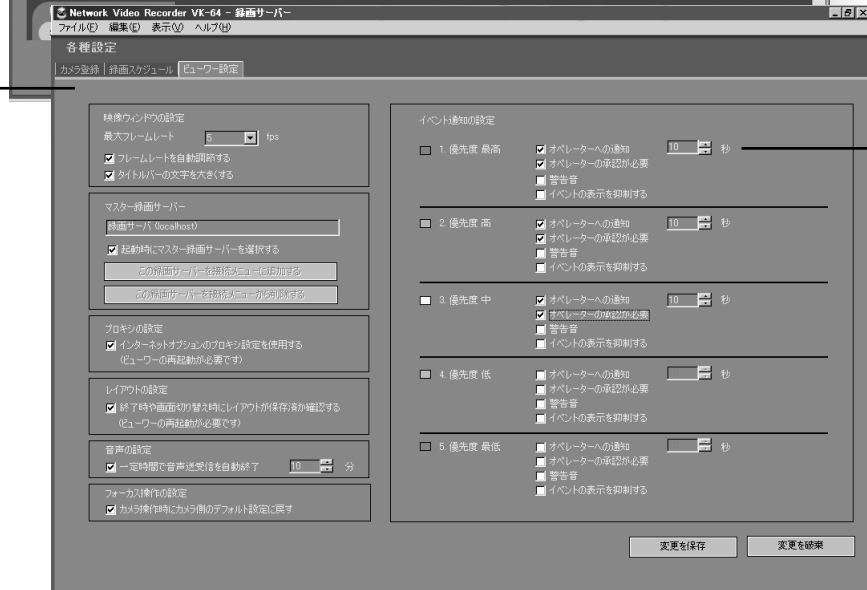 Network Video Recorder VK-64 - 録画サーバー
ファイル(F) 編集(E) 表示(V) ヘルプ(H)
各種設定
カメラ登録 録画スケジュール ビューワー設定
映像ウィンドウの設定
最大フレームレート 5 fps
フレームレートを自動調節する
タイトルバーの文字を大きくする
マスター録画サーバー
録画サーバ (localhost)
起動時にマスター録画サーバーを選択する
この録画サーバーを接続メニューに追加する
この録画サーバーを接続メニューから削除する
プロキシの設定
インターネットオプションのプロキシ設定を使用する
(ビューワーの再起動が必要です)
レイアウトの設定
終了時や画面切り替え時にレイアウトが保存済か確認する
(ビューワーの再起動が必要です)
音声の設定
一定時間で音声送受信を自動終了 10 分
フォーカス操作の設定
カメラ操作時にカメラ側のデフォルト設定に戻す
イベント通知の設定
1. 優先度 最高 オペレーターへの通知 10 秒
オペレーターの承認が必要
警告音
イベントの表示を抑制する
2. 優先度 高 オペレーターへの通知 10 秒
オペレーターの承認が必要
警告音
イベントの表示を抑制する
3. 優先度 中 オペレーターへの通知 10 秒
オペレーターの承認が必要
警告音
イベントの表示を抑制する
4. 優先度 低 オペレーターへの通知 秒
オペレーターの承認が必要
警告音
イベントの表示を抑制する
5. 優先度 最低 オペレーターへの通知 秒
オペレーターの承認が必要
警告音
イベントの表示を抑制する
変更を保存 変更を破棄